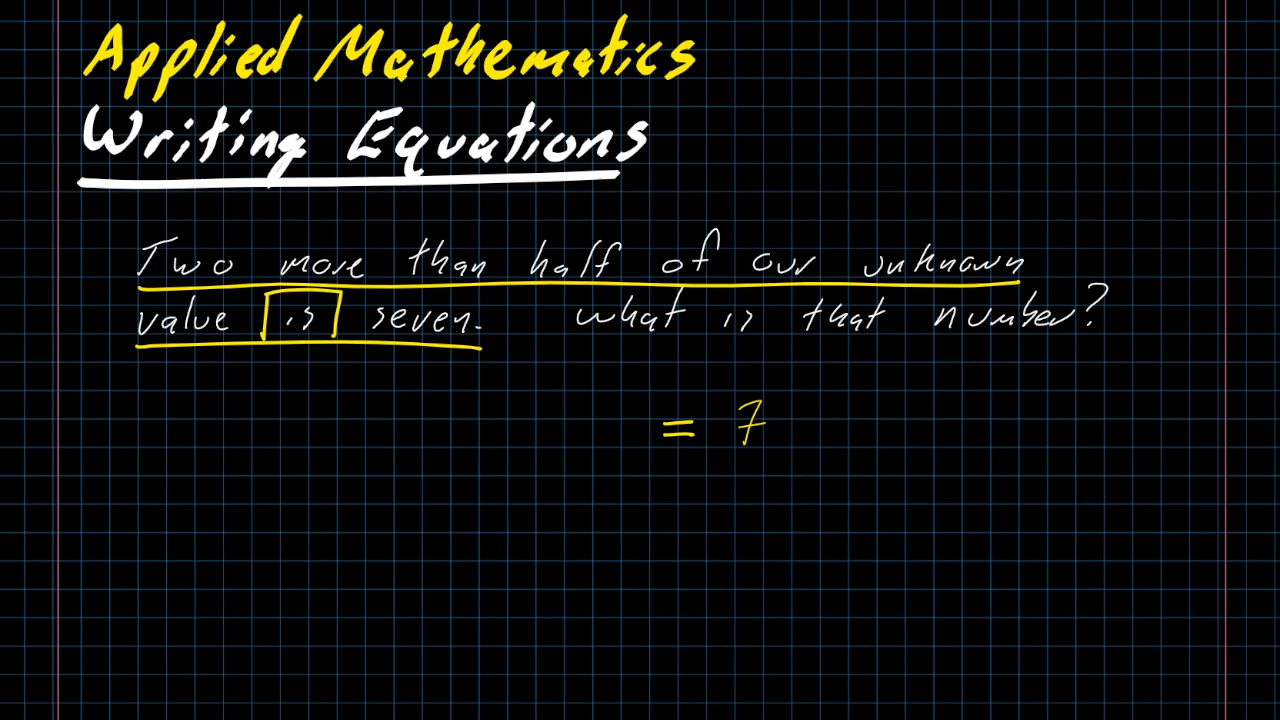 Applied Mathematics
Writing Equations
Two more than half of our unknown
value is seven. what is that number?
= 7